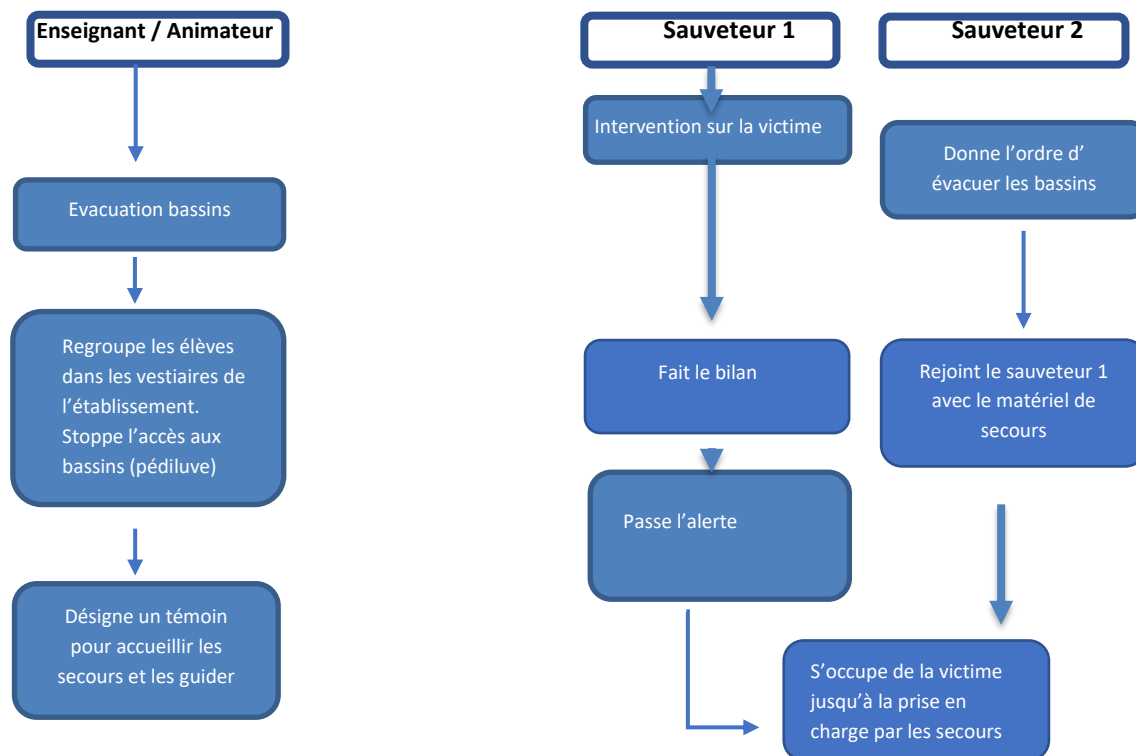 Enseignant / Animateur
Evacuation bassins
Regroupe les élèves
dans les vestiaires de
l’établissement.
Stoppe l’accès aux
bassins (pédiluve)
Désigne un témoin
pour accueillir les
secours et les guider
Sauveteur 1
Intervention sur la victime
Fait le bilan
Passe l’alerte
Sauveteur 2
Donne l’ordre d’
évacuer les bassins
Rejoint le sauveteur 1
avec le matériel de
secours
S’occupe de la victime
jusqu’à la prise en
charge par les secours